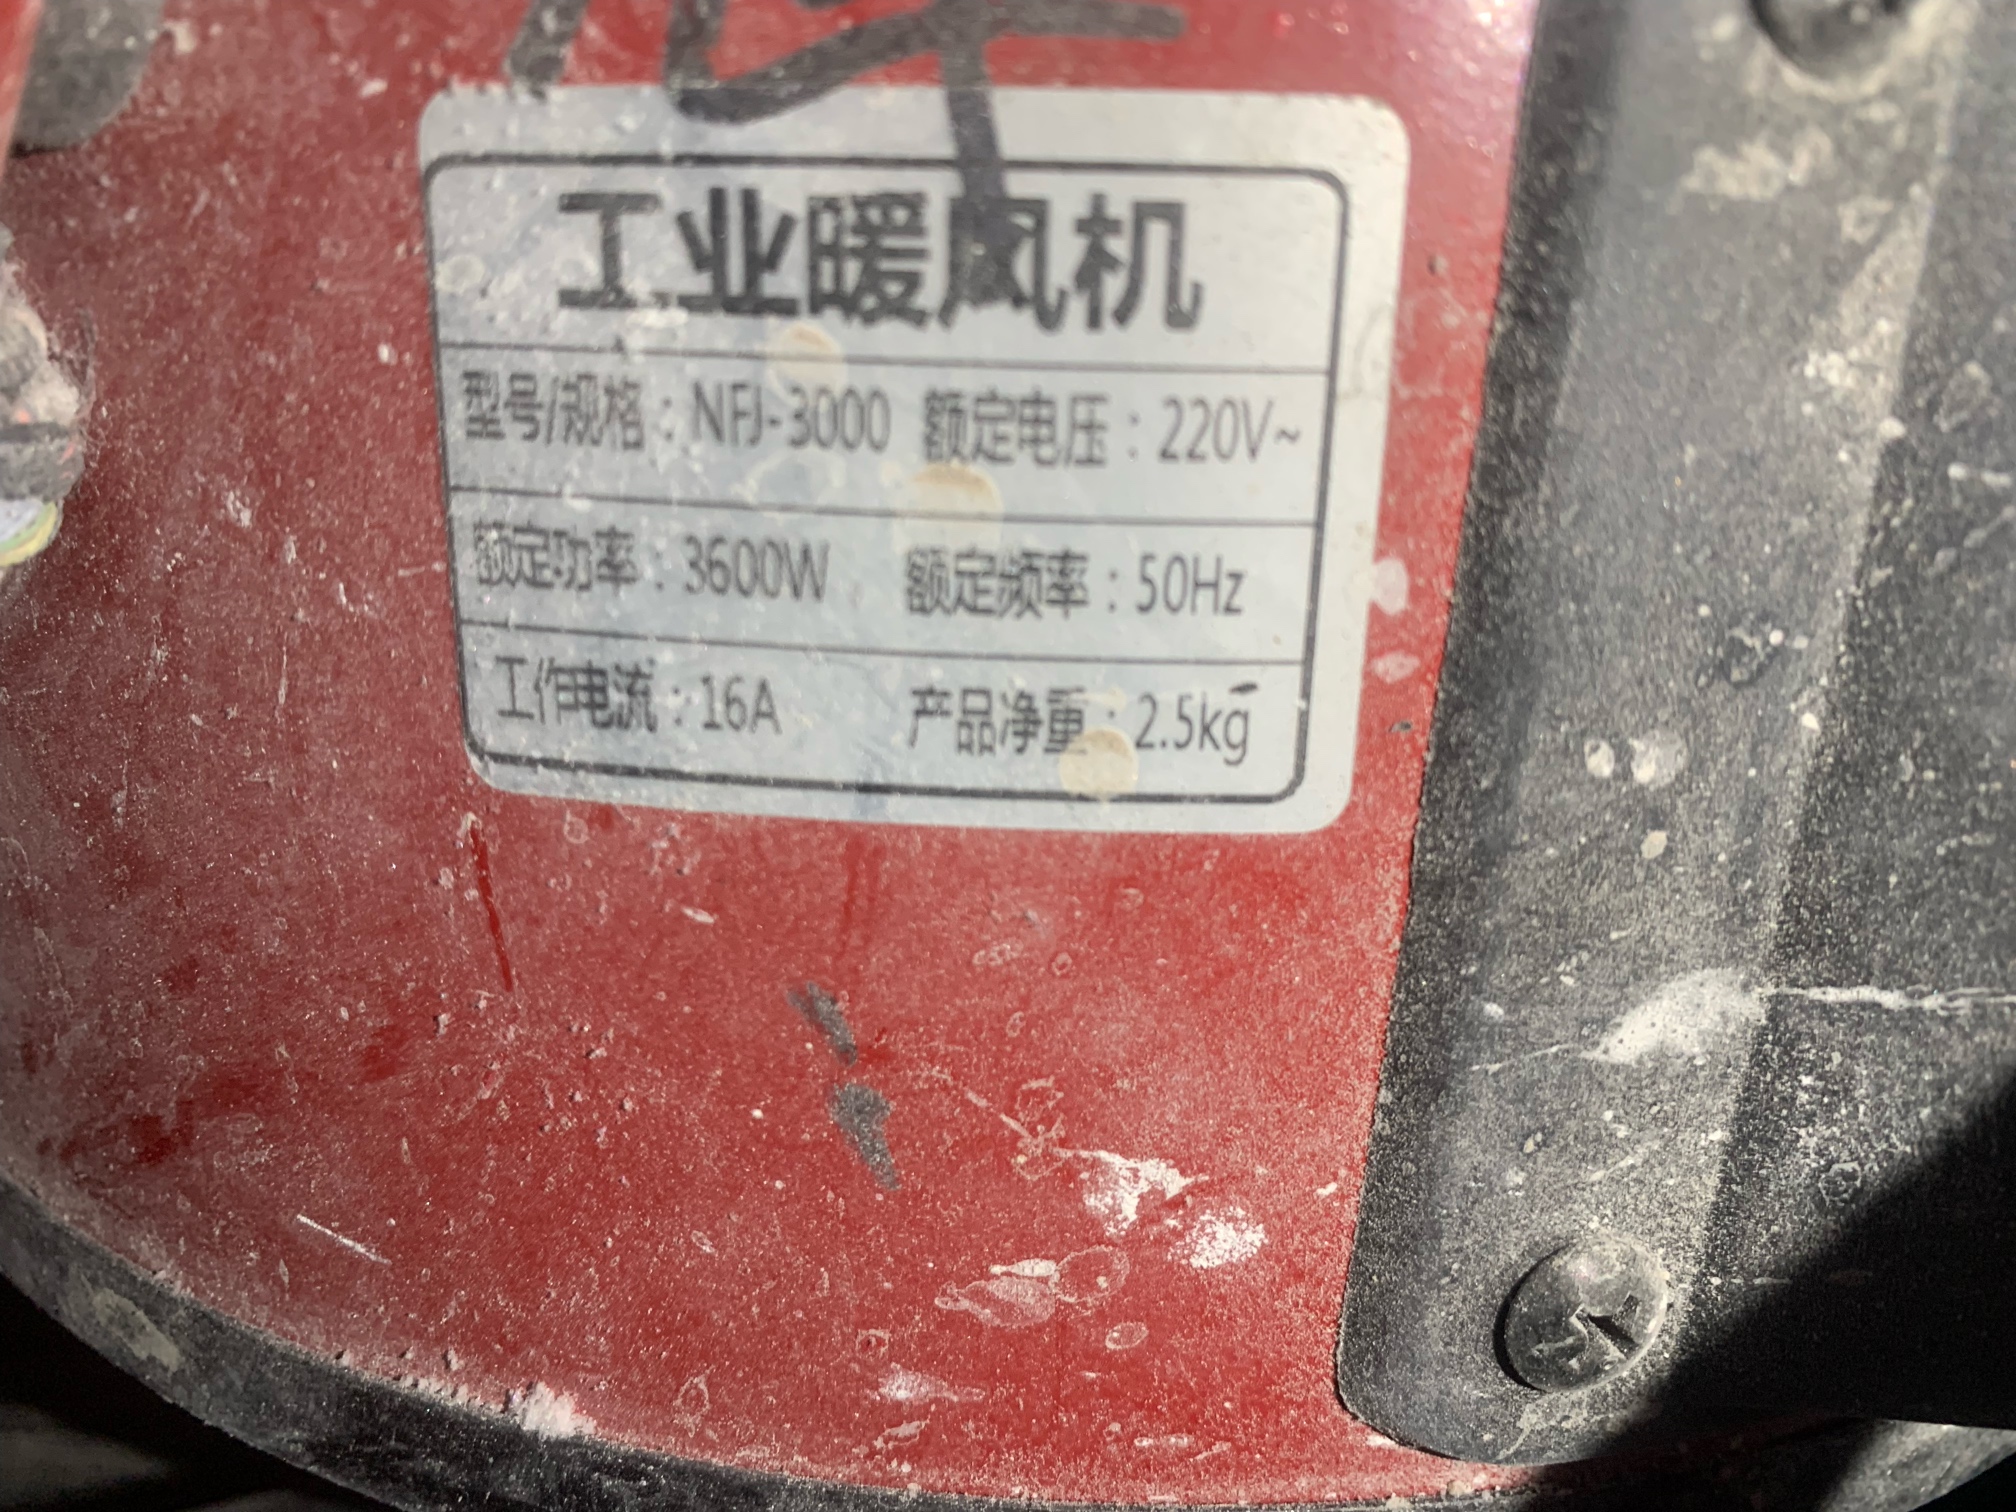 工业暖风机
型号/规格：NFJ-3000 额定电压：220V~
额定功率：3600W 额定频率：50Hz
工作电流：16A 产品净重：2.5kg